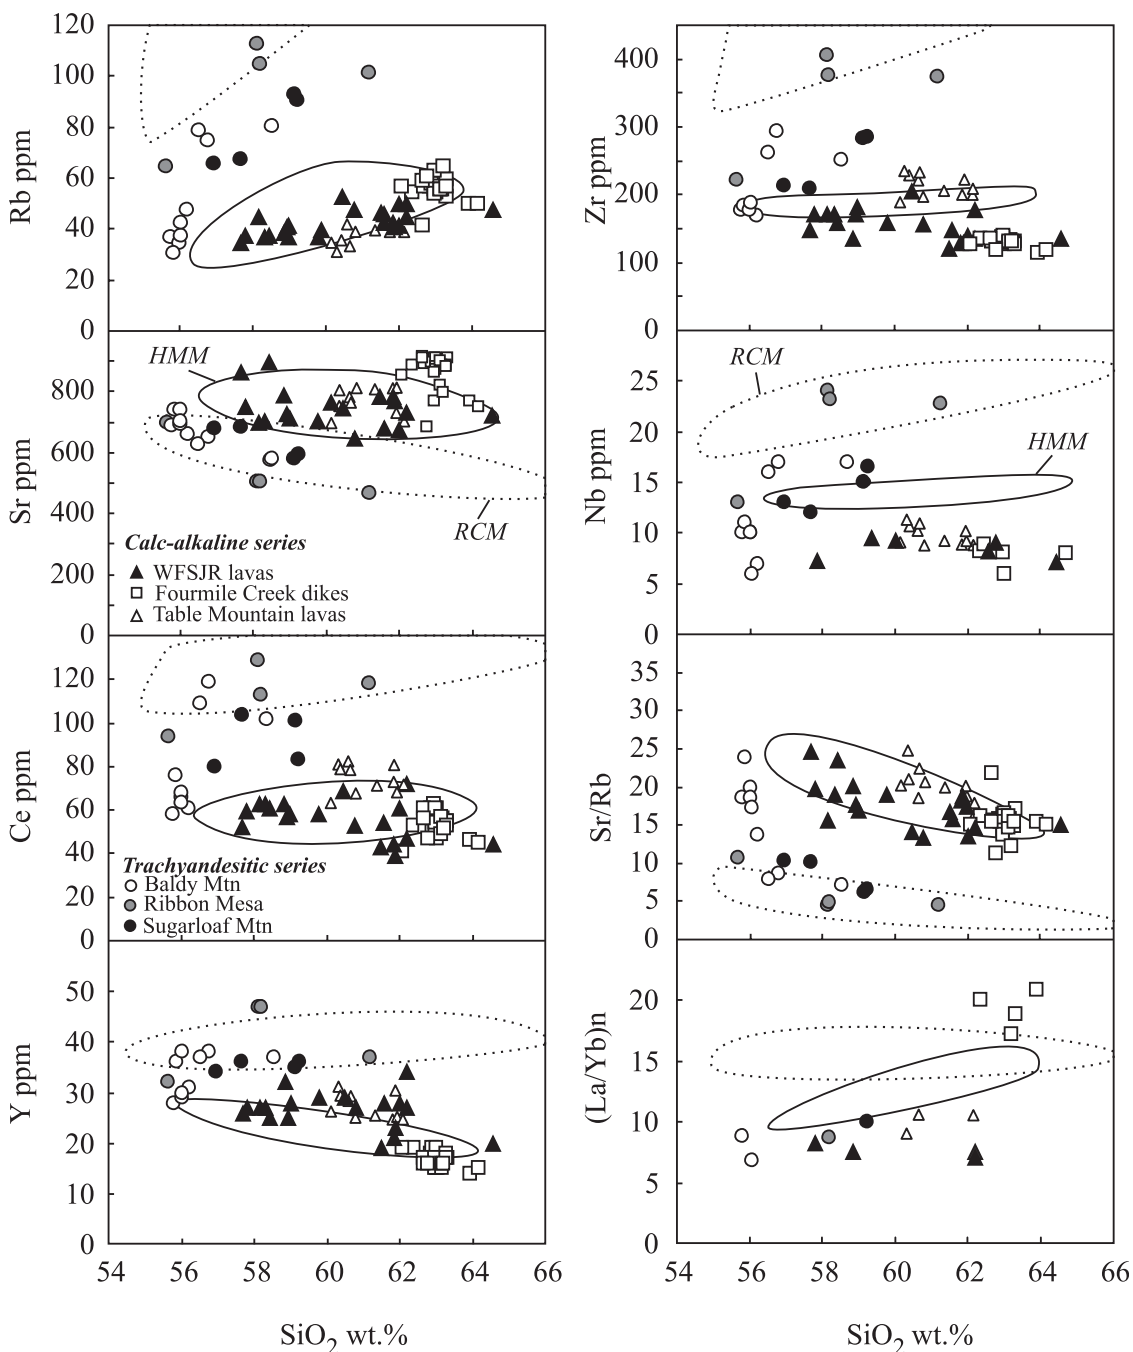 120
100
80
60
40
20
0
Rb ppm
400
300
200
100
0
Zr ppm
HMM
800
600
400
200
0
Sr ppm
RCM
Calc-alkaline series
WFSJR lavas
Fourmile Creek dikes
Table Mountain lavas
RCM
25
20
15
10
5
0
Nb ppm
HMM
120
100
80
60
40
20
0
Ce ppm
Trachyandesitic series
Baldy Mtn
Ribbon Mesa
Sugarloaf Mtn
35
30
25
20
15
10
5
0
Sr/Rb
50
40
30
20
10
0
Y ppm
54 56 58 60 62 64 66
SiO2 wt.%
20
15
10
5
0
(La/Yb)n
54 56 58 60 62 64 66
SiO2 wt.%